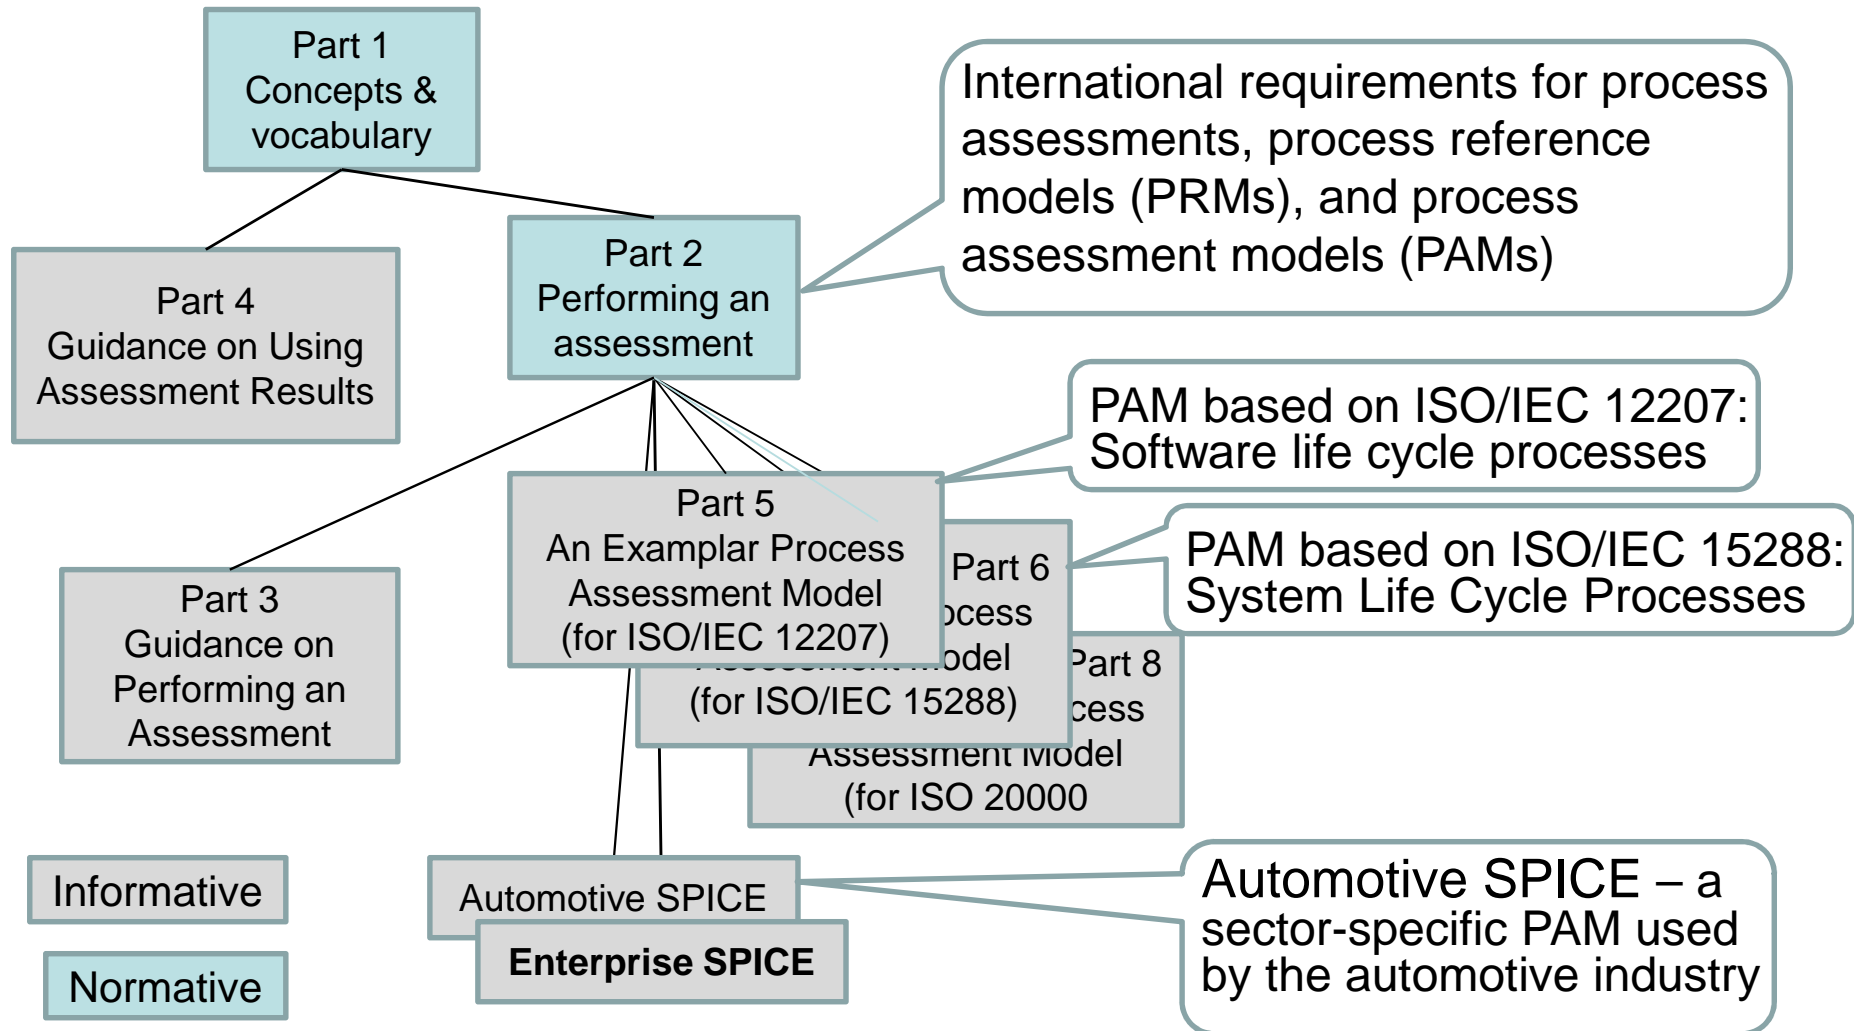 Part 1
Concepts &
vocabulary
International requirements for process
assessments, process reference
models (PRMs), and process
assessment models (PAMs)
Part 2
Performing an
assessment
Part 4
Guidance on Using
Assessment Results
PAM based on ISO/IEC 12207:
Software life cycle processes
Part 5
An Examplar Process
Assessment Model
(for ISO/IEC 12207)
PAM based on ISO/IEC 15288:
System Life Cycle Processes
Part 6
Model
(for ISO/IEC 15288)
Part 3
Guidance on
Performing an
Assessment
Part 8
Assessment Model
(for ISO 20000
Informative
Normative
Automotive SPICE
Enterprise SPICE
Automotive SPICE – a
sector-specific PAM used
by the automotive industry